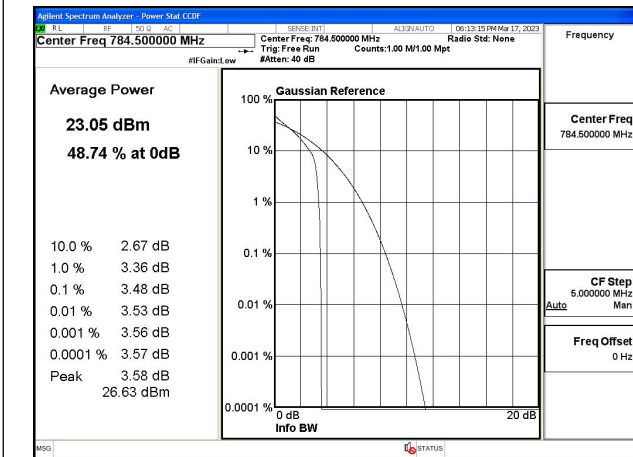 Agilent Spectrum Analyzer - Power Stat CCDF
LXI RL RF 50 Ω AC SENSE:INT ALIGN AUTO 06:13:15 PM Mar 17, 2023
Center Freq 784.500000 MHz
Center Freq: 784.500000 MHz Radio Std: None
Trig: Free Run Counts:1.00 M/1.00 Mpt
#IFGain:Low #Atten: 40 dB
Frequency
Average Power
23.05 dBm
48.74 % at 0dB
10.0 % 2.67 dB
1.0 % 3.36 dB
0.1 % 3.48 dB
0.01 % 3.53 dB
0.001 % 3.56 dB
0.0001 % 3.57 dB
Peak 3.58 dB
26.63 dBm
Gaussian Reference
100 %
10 %
1 %
0.1 %
0.01 %
0.001 %
0.0001 %
0 dB 20 dB
Info BW
Center Freq
784.500000 MHz
CF Step
5.000000 MHz
Auto Man
Freq Offset
0 Hz
MSG STATUS